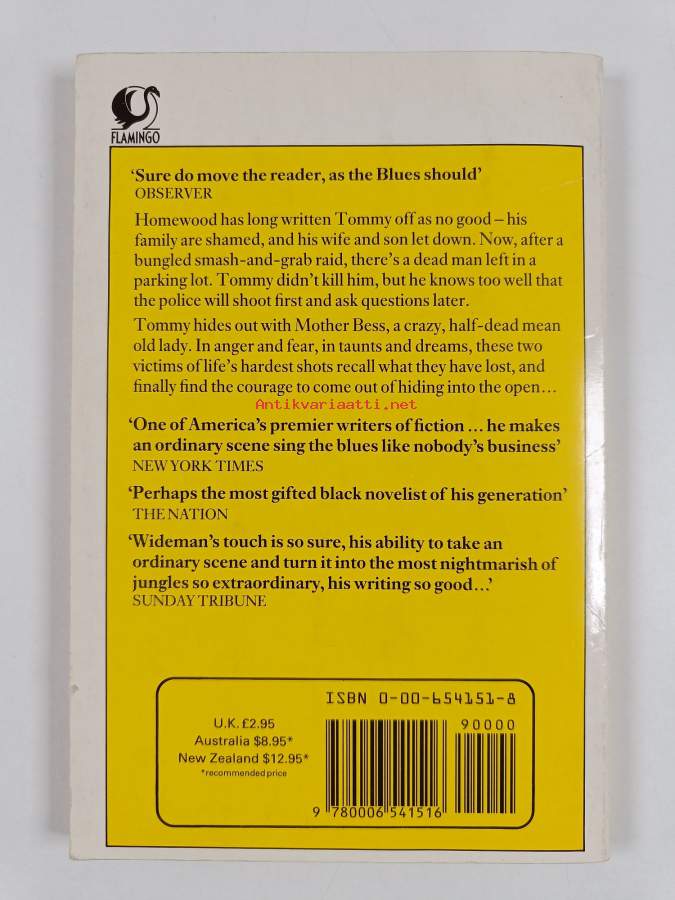 FLAMINGO
‘Sure do move the reader, as the Blues should’
OBSERVER
Homewood has long written Tommy off as no good – his
family are shamed, and his wife and son let down. Now, after a
bungled smash-and-grab raid, there’s a dead man left in a
parking lot. Tommy didn’t kill him, but he knows too well that
the police will shoot first and ask questions later.
Tommy hides out with Mother Bess, a crazy, half-dead mean
old lady. In anger and fear, in taunts and dreams, these two
victims of life’s hardest shots recall what they have lost, and
finally find the courage to come out of hiding into the open…
Antikvariaatti.net
‘One of America’s premier writers of fiction … he makes
an ordinary scene sing the blues like nobody’s business’
NEW YORK TIMES
‘Perhaps the most gifted black novelist of his generation’
THE NATION
‘Wideman’s touch is so sure, his ability to take an
ordinary scene and turn it into the most nightmarish of
jungles so extraordinary, his writing so good…’
SUNDAY TRIBUNE
ISBN 0-00-654151-8
U.K. £2.95
Australia $8.95*
New Zealand $12.95*
*recommended price
90000
9 780006 541516